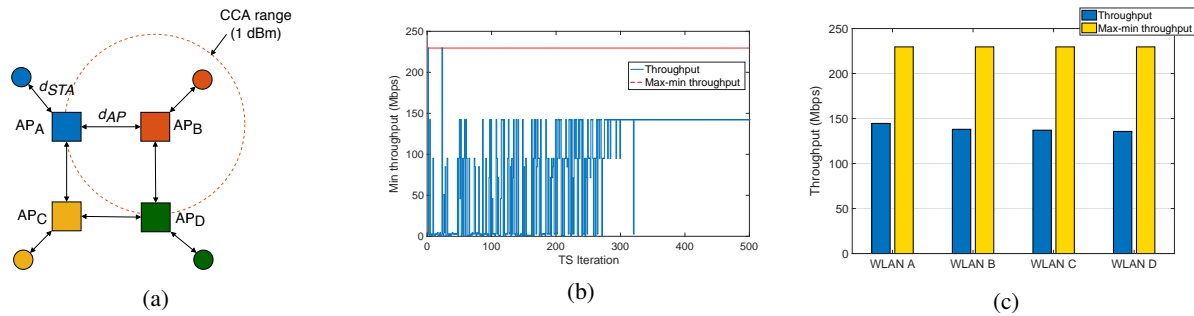 CCA range
(1 dBm)
dSTA
dAP
APA
APB
APC
APD
(a)
250
200
150
100
50
0
Min throughput (Mbps)
Throughput
Max-min throughput
0
100
200
300
400
500
TS Iteration
(b)
Throughput
Max-min throughput
250
200
150
100
50
0
Throughput (Mbps)
WLAN A
WLAN B
WLAN C
WLAN D
(c)